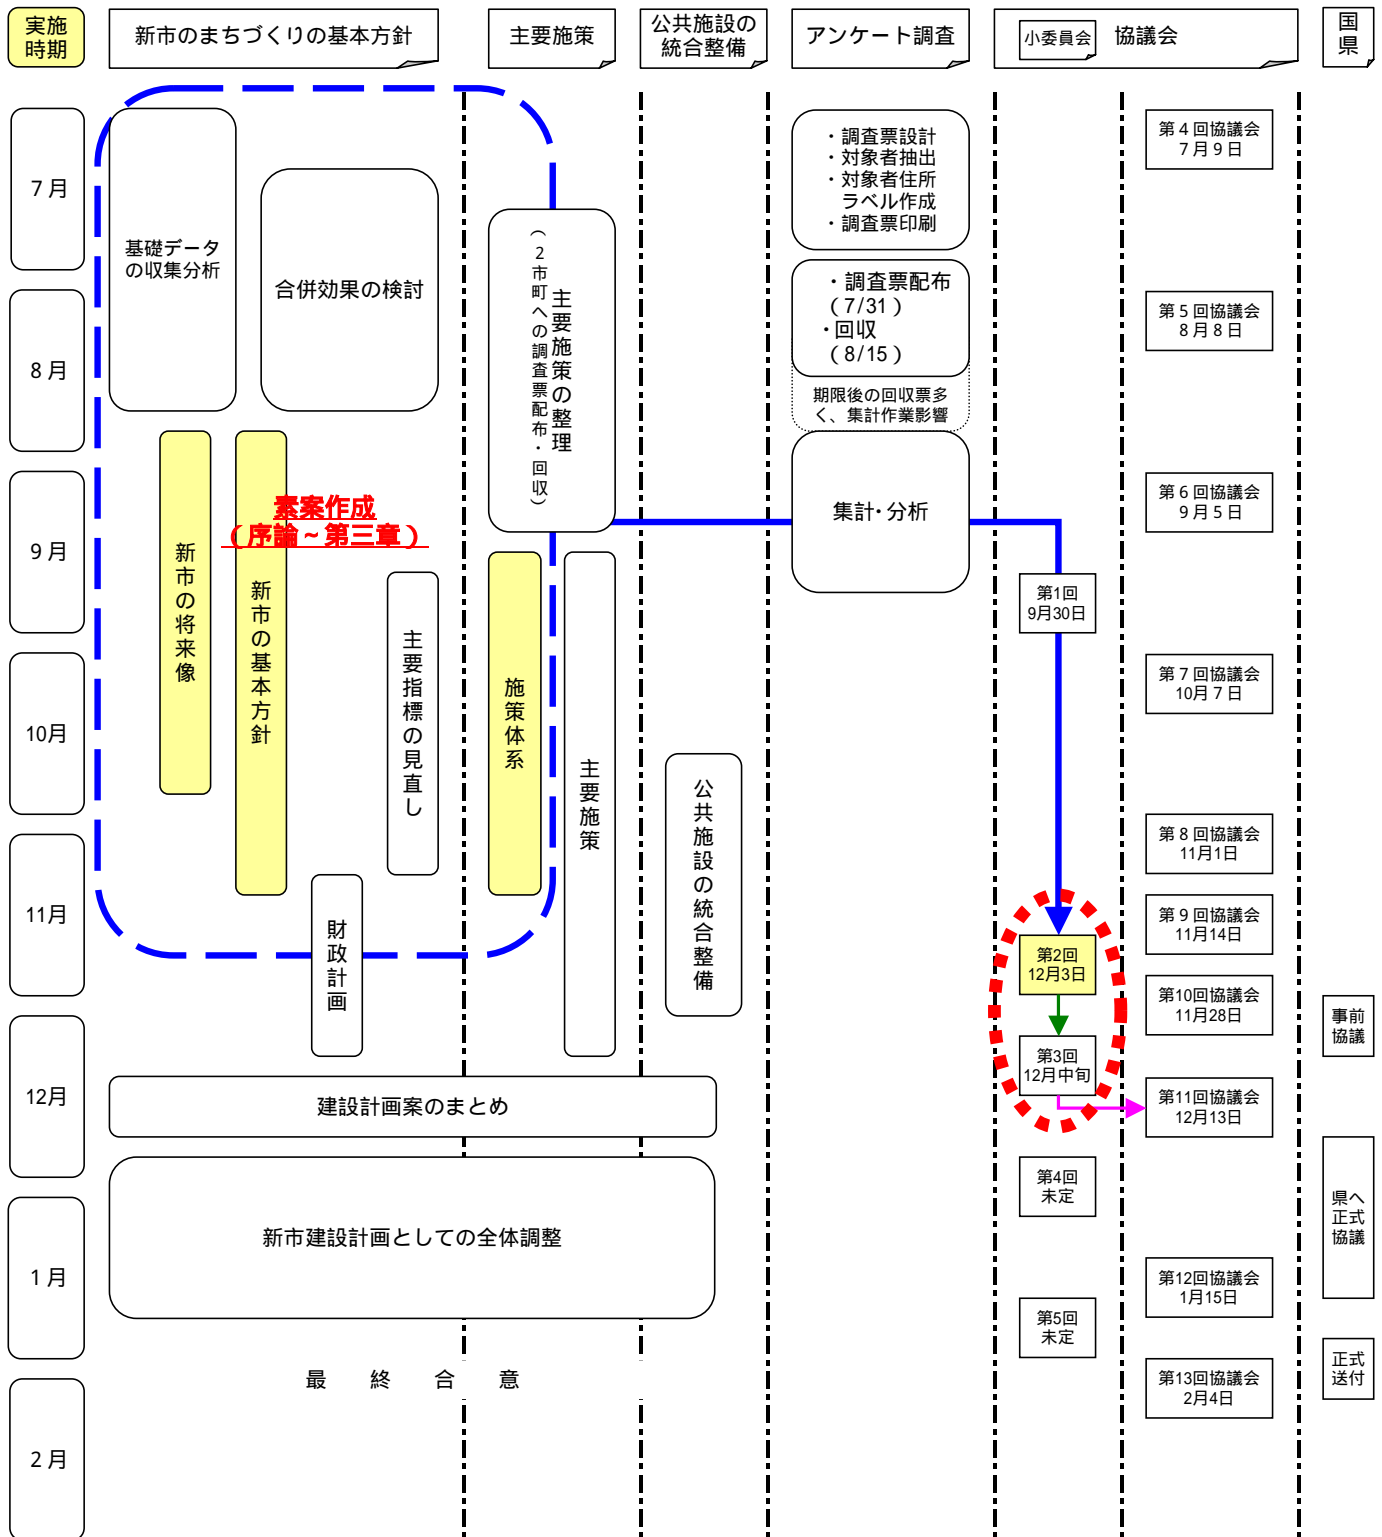 実施
時期
新市のまちづくりの基本方針
主要施策
公共施設の
統合整備
アンケート調査
小委員会
協議会
国
県
7月
8月
9月
10月
11月
12月
1月
2月
基礎データ
の収集分析
合併効果の検討
新市の将来像
新市の基本方針
素案作成
(序論~第三章)
主要指標の見直し
財政計画
主要施策の整理
(2市町への調査票配布・回収)
施策体系
主要施策
公共施設の統合整備
建設計画案のまとめ
新市建設計画としての全体調整
最 終 合 意
・調査票設計
・対象者抽出
・対象者住所
ラベル作成
・調査票印刷
・調査票配布
(7/31)
・回収
(8/15)
期限後の回収票多
く、集計作業影響
集計・分析
第1回
9月30日
第2回
12月3日
第3回
12月中旬
第4回
未定
第5回
未定
第4回協議会
7月9日
第5回協議会
8月8日
第6回協議会
9月5日
第7回協議会
10月7日
第8回協議会
11月1日
第9回協議会
11月14日
第10回協議会
11月28日
第11回協議会
12月13日
第12回協議会
1月15日
第13回協議会
2月4日
事前
協議
県へ
正式
協議
正式
送付